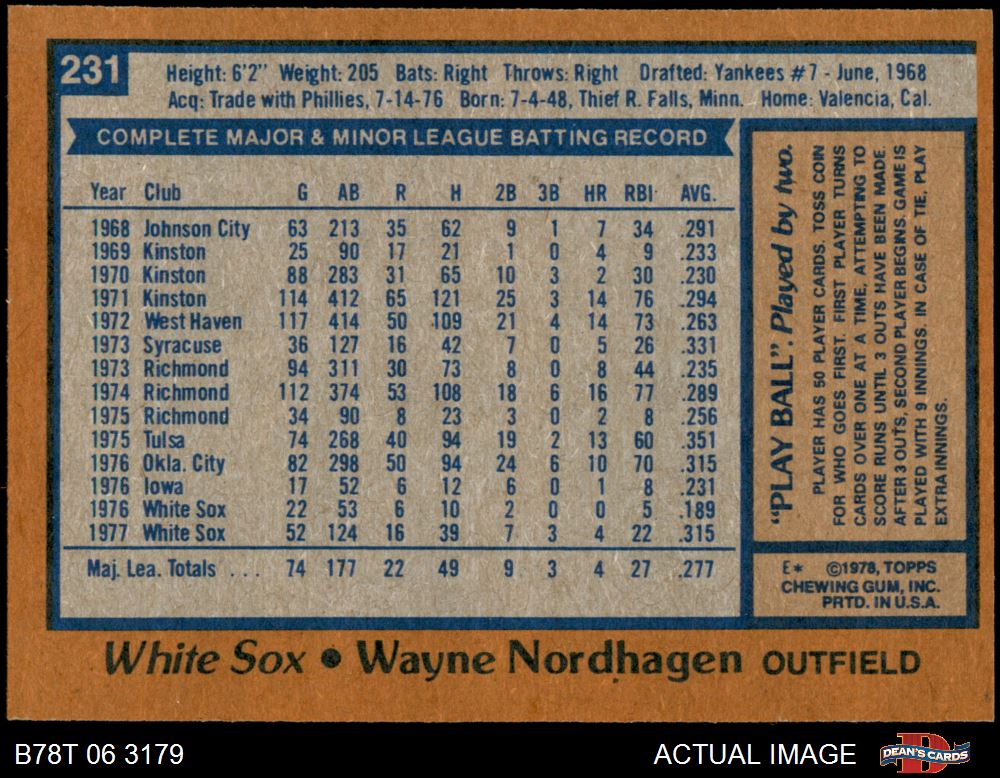 231
Height: 6'2" Weight: 205 Bats: Right Throws: Right Drafted: Yankees #7 - June, 1968
Acq: Trade with Phillies, 7-14-76 Born: 7-4-48, Thief R. Falls, Minn. Home: Valencia, Cal.
COMPLETE MAJOR & MINOR LEAGUE BATTING RECORD
Year Club G AB R H 2B 3B HR RBI AVG.
1968 Johnson City 63 213 35 62 9 1 7 34 .291
1969 Kinston 25 90 17 21 1 0 4 9 .233
1970 Kinston 88 283 31 65 10 3 2 30 .230
1971 Kinston 114 412 65 121 25 3 14 76 .294
1972 West Haven 117 414 50 109 21 4 14 73 .263
1973 Syracuse 36 127 16 42 7 0 5 26 .331
1973 Richmond 94 311 30 73 8 0 8 44 .235
1974 Richmond 112 374 53 108 18 6 16 77 .289
1975 Richmond 34 90 8 23 3 0 2 8 .256
1975 Tulsa 74 268 40 94 19 2 13 60 .351
1976 Okla. City 82 298 50 94 24 6 10 70 .315
1976 Iowa 17 52 6 12 6 0 1 8 .231
1976 White Sox 22 53 6 10 2 0 0 5 .189
1977 White Sox 52 124 16 39 7 3 4 22 .315
Maj. Lea. Totals . . . 74 177 22 49 9 3 4 27 .277
"PLAY BALL". Played by two.
PLAYER HAS 50 PLAYER CARDS. TOSS COIN
FOR WHO GOES FIRST. FIRST PLAYER TURNS
CARDS OVER ONE AT A TIME, ATTEMPTING TO
SCORE RUNS UNTIL 3 OUTS HAVE BEEN MADE.
AFTER 3 OUTS, SECOND PLAYER BEGINS. GAME IS
PLAYED WITH 9 INNINGS. IN CASE OF TIE, PLAY
EXTRA INNINGS.
E* ©1978, TOPPS
CHEWING GUM, INC.
PRTD. IN U.S.A.
White Sox • Wayne Nordhagen OUTFIELD
B78T 06 3179
ACTUAL IMAGE
DEAN'S CARDS